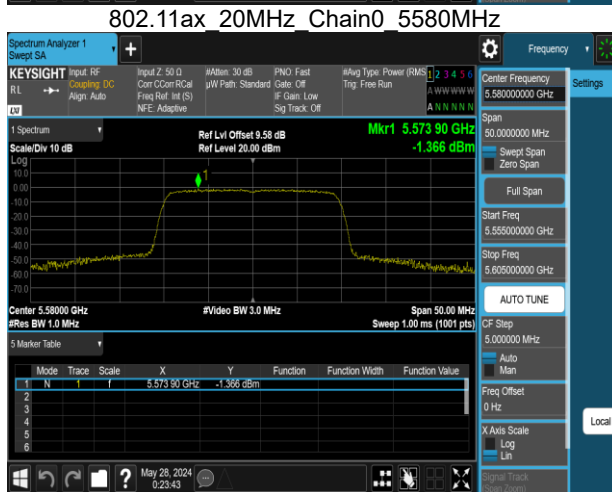 802.11ax_20MHz_Chain0_5580MHz
Spectrum Analyzer 1
Swept SA
+
Frequency
KEYSIGHT
RL
LXI
Input: RF
Coupling: DC
Align: Auto
Input Z: 50 Ω
Corr CCorr RCal
Freq Ref: Int (S)
NFE: Adaptive
#Atten: 30 dB
µW Path: Standard
PNO: Fast
Gate: Off
IF Gain: Low
Sig Track: Off
#Avg Type: Power (RMS
Trig: Free Run
1 2 3 4 5 6
A W W W W W
A N N N N N
Center Frequency
5.580000000 GHz
Settings
1 Spectrum
Scale/Div 10 dB
Ref Lvl Offset 9.58 dB
Ref Level 20.00 dBm
Mkr1 5.573 90 GHz
-1.366 dBm
Span
50.0000000 MHz
Swept Span
Zero Span
Full Span
Start Freq
5.555000000 GHz
Stop Freq
5.605000000 GHz
AUTO TUNE
CF Step
5.000000 MHz
Auto
Man
Freq Offset
0 Hz
X Axis Scale
Log
Lin
Signal Track
(Span Zoom)
Local
Log
10.0
0.00
-10.0
-20.0
-30.0
-40.0
-50.0
-60.0
-70.0
1
Center 5.58000 GHz
#Res BW 1.0 MHz
#Video BW 3.0 MHz
Span 50.00 MHz
Sweep 1.00 ms (1001 pts)
5 Marker Table
Mode Trace Scale X Y Function Function Width Function Value
1 N 1 f 5.573 90 GHz -1.366 dBm
2
3
4
5
6
?
May 28, 2024
0:23:43